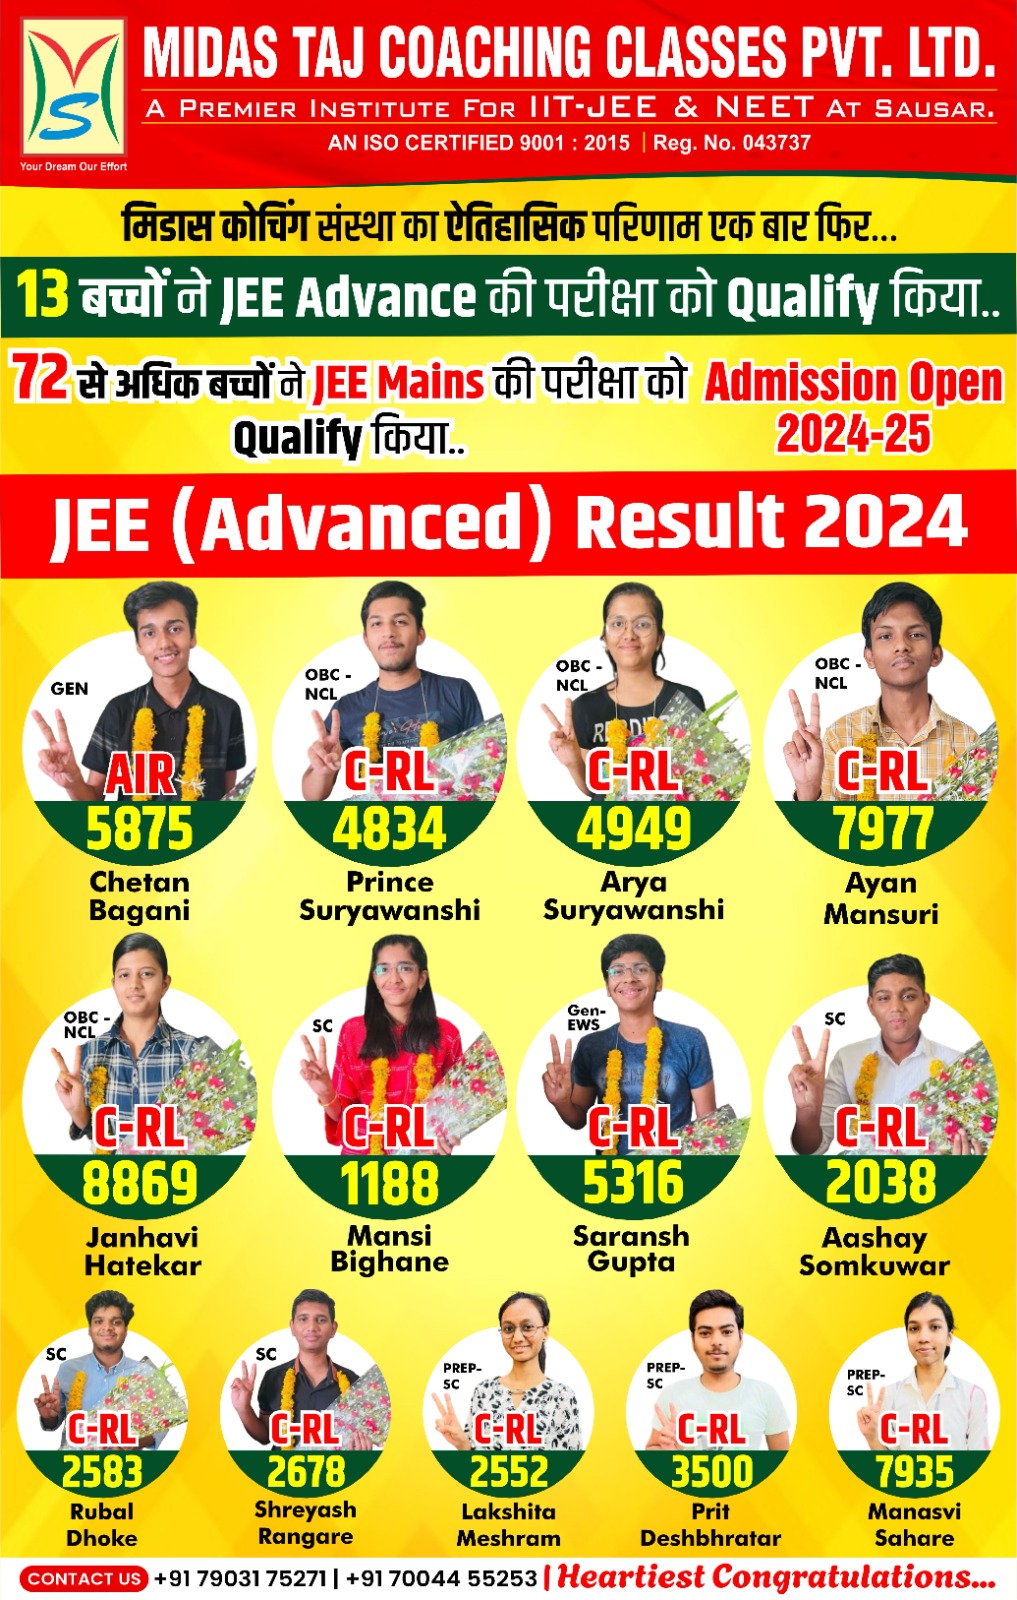 MIDAS TAJ COACHING CLASSES PVT. LTD.
A PREMIER INSTITUTE FOR IIT-JEE & NEET AT SAUSAR.
AN ISO CERTIFIED 9001 : 2015 | Reg. No. 043737
Your Dream Our Effort
मिडास कोचिंग संस्था का ऐतिहासिक परिणाम एक बार फिर...
13 बच्चों ने JEE Advance की परीक्षा को Qualify किया..
72 से अधिक बच्चों ने JEE Mains की परीक्षा को
Qualify किया..
Admission Open
2024-25
JEE (Advanced) Result 2024
GEN
AIR
5875
Chetan
Bagani
OBC -
NCL
C-RL
4834
Prince
Suryawanshi
OBC -
NCL
C-RL
4949
Arya
Suryawanshi
OBC -
NCL
C-RL
7977
Ayan
Mansuri
OBC -
NCL
C-RL
8869
Janhavi
Hatekar
SC
C-RL
1188
Mansi
Bighane
Gen-
EWS
C-RL
5316
Saransh
Gupta
SC
C-RL
2038
Aashay
Somkuwar
SC
C-RL
2583
Rubal
Dhoke
SC
C-RL
2678
Shreyash
Rangare
PREP-
SC
C-RL
2552
Lakshita
Meshram
PREP-
SC
C-RL
3500
Prit
Deshbhratar
PREP-
SC
C-RL
7935
Manasvi
Sahare
CONTACT US +91 79031 75271 | +91 70044 55253 | Heartiest Congratulations...